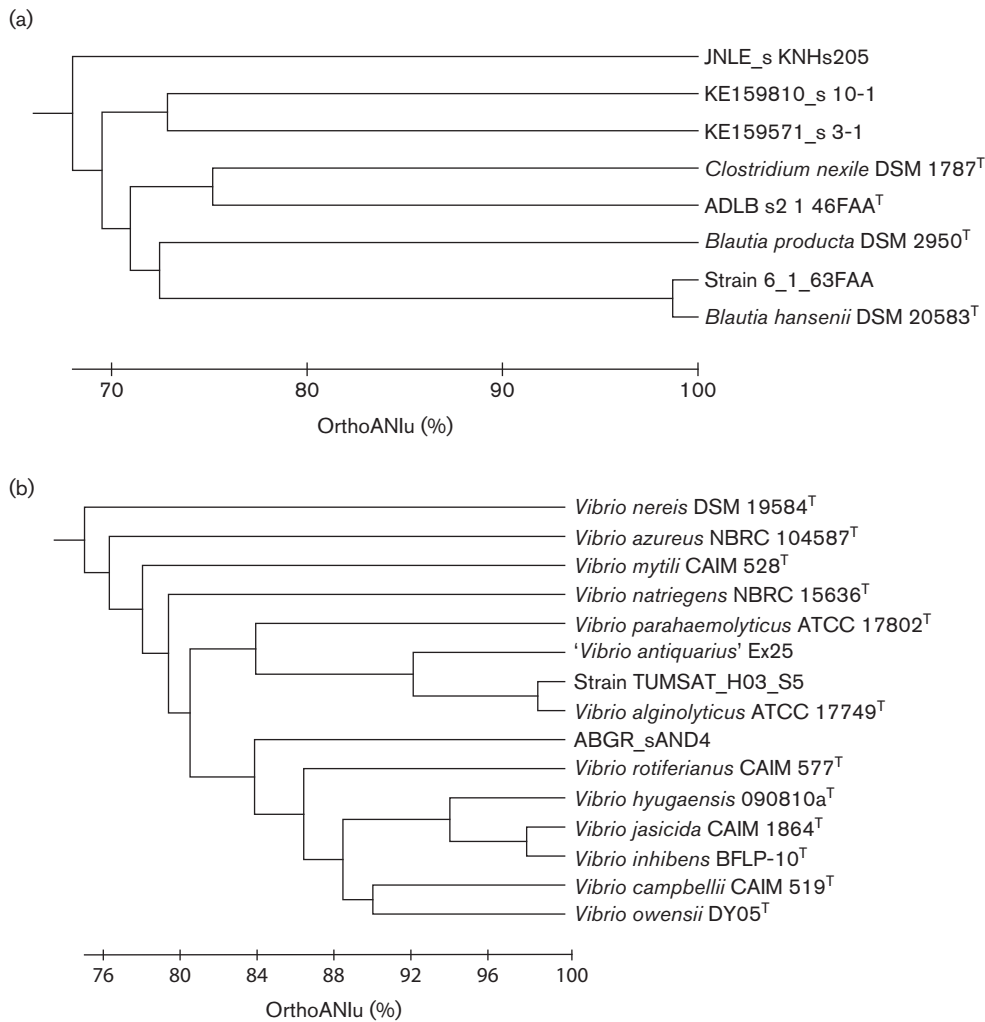 (a)
JNLE_s KNHs205
KE159810_s 10-1
KE159571_s 3-1
Clostridium nexile DSM 1787ᵀ
ADLB s2 1 46FAAᵀ
Blautia producta DSM 2950ᵀ
Strain 6_1_63FAA
Blautia hansenii DSM 20583ᵀ
70 80 90 100
OrthoANIu (%)
(b)
Vibrio nereis DSM 19584ᵀ
Vibrio azureus NBRC 104587ᵀ
Vibrio mytili CAIM 528ᵀ
Vibrio natriegens NBRC 15636ᵀ
Vibrio parahaemolyticus ATCC 17802ᵀ
‘Vibrio antiquarius’ Ex25
Strain TUMSAT_H03_S5
Vibrio alginolyticus ATCC 17749ᵀ
ABGR_sAND4
Vibrio rotiferianus CAIM 577ᵀ
Vibrio hyugaensis 090810aᵀ
Vibrio jasicida CAIM 1864ᵀ
Vibrio inhibens BFLP-10ᵀ
Vibrio campbellii CAIM 519ᵀ
Vibrio owensii DY05ᵀ
76 80 84 88 92 96 100
OrthoANIu (%)